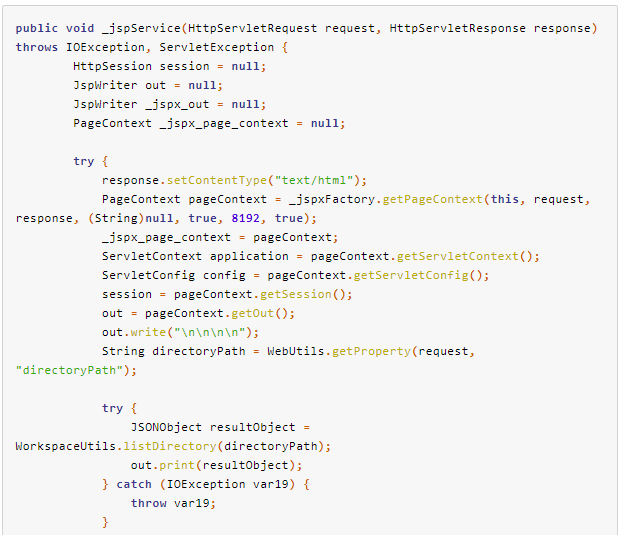 public void _jspService(HttpServletRequest request, HttpServletResponse response)
throws IOException, ServletException {
        HttpSession session = null;
        JspWriter out = null;
        JspWriter _jspx_out = null;
        PageContext _jspx_page_context = null;

        try {
            response.setContentType("text/html");
            PageContext pageContext = _jspxFactory.getPageContext(this, request,
response, (String)null, true, 8192, true);
            _jspx_page_context = pageContext;
            ServletContext application = pageContext.getServletContext();
            ServletConfig config = pageContext.getServletConfig();
            session = pageContext.getSession();
            out = pageContext.getOut();
            out.write("\n\n\n\n");
            String directoryPath = WebUtils.getProperty(request,
"directoryPath");

            try {
                JSONObject resultObject =
WorkspaceUtils.listDirectory(directoryPath);
                out.print(resultObject);
            } catch (IOException var19) {
                throw var19;
            }